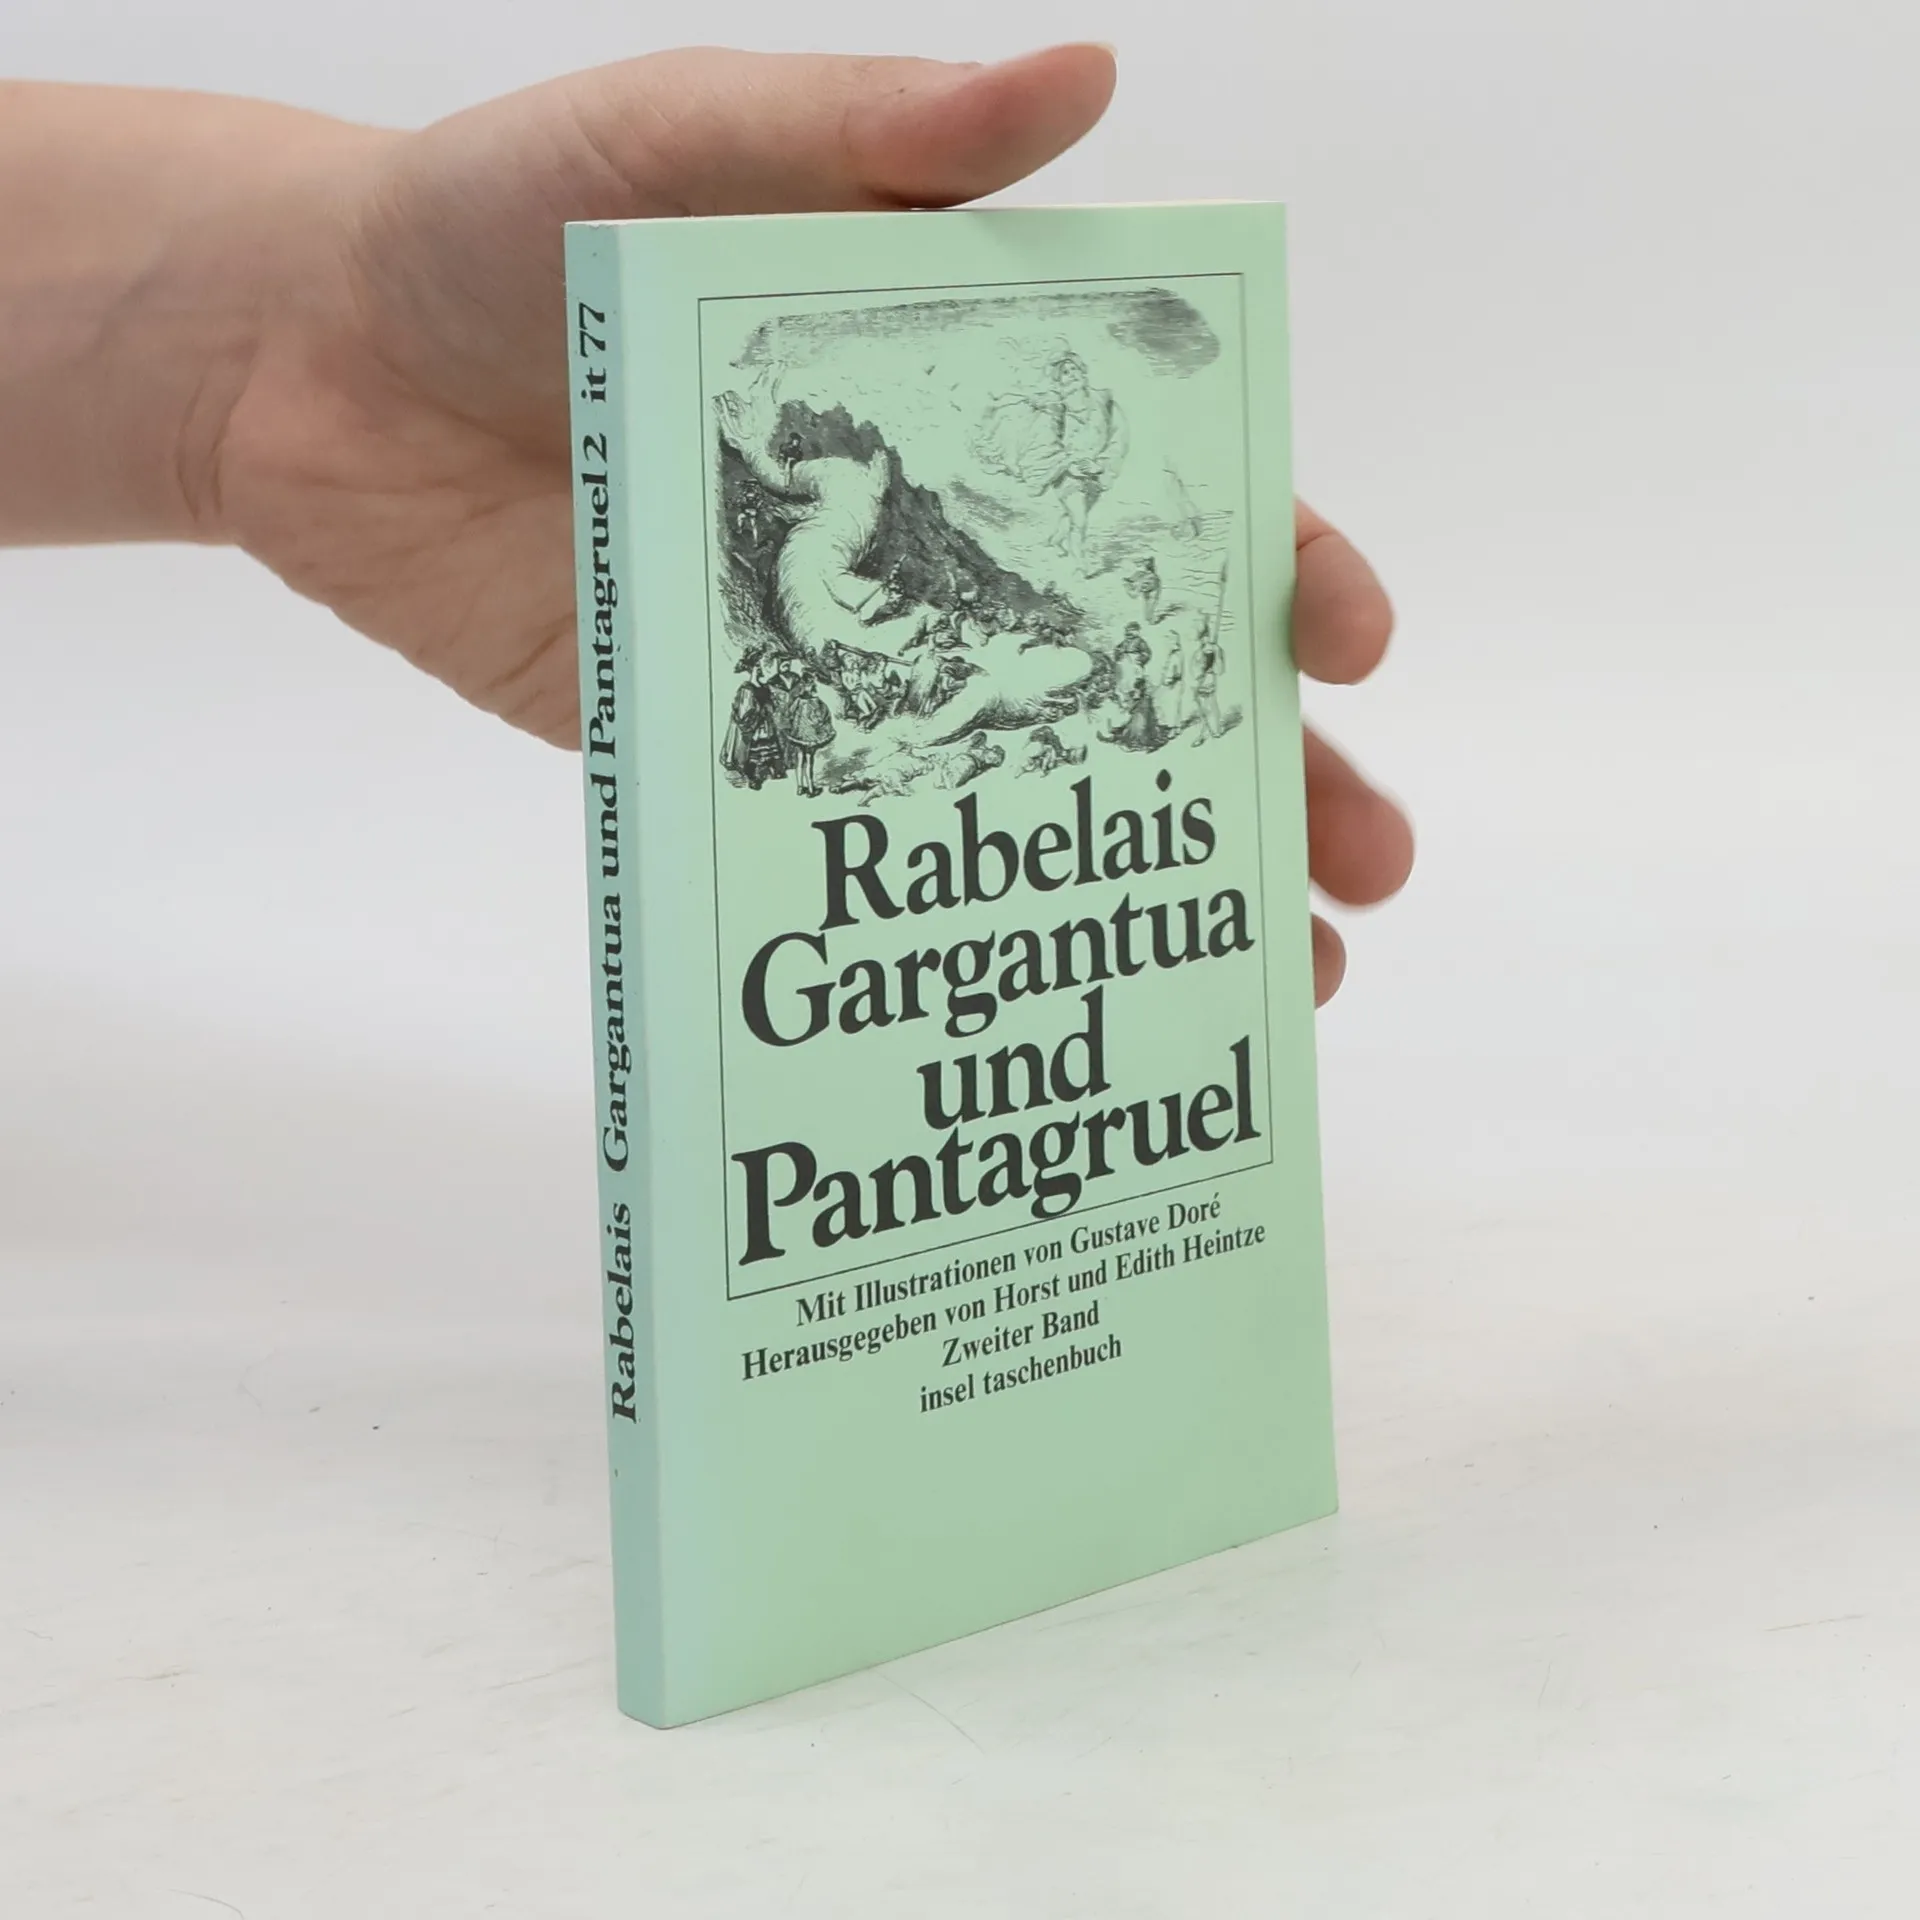 Rabelais Gargantua und Pantagruel 2 it 77
Rabelais
Gargantua
und
Pantagruel
Mit Illustrationen von Gustave Doré
Herausgegeben von Horst und Edith Heintze
Zweiter Band
insel taschenbuch